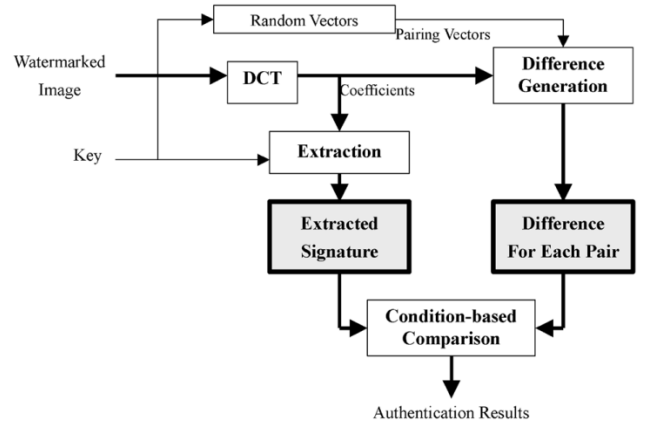 Random Vectors
Pairing Vectors
Watermarked
Image
DCT
Coefficients
Difference
Generation
Key
Extraction
Extracted
Signature
Difference
For Each Pair
Condition-based
Comparison
Authentication Results